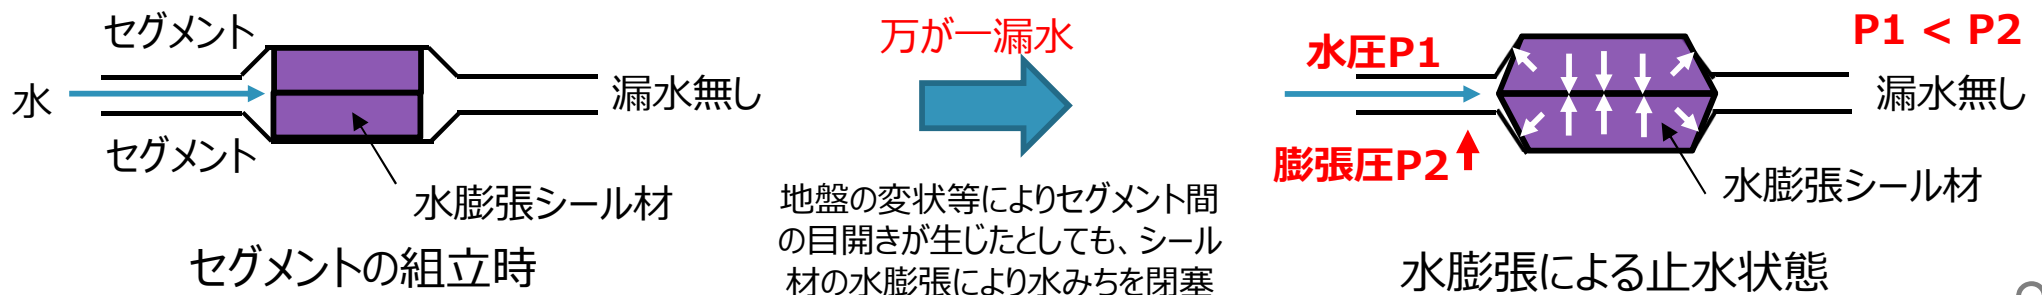 セグメント
水
漏水無し
セグメント
水膨張シール材
セグメントの組立時
万が一漏水
地盤の変状等によりセグメント間
の目開きが生じたとしても、シール
材の水膨張により水みちを閉塞
P1 < P2
水圧P1
漏水無し
膨張圧P2
水膨張シール材
水膨張による止水状態